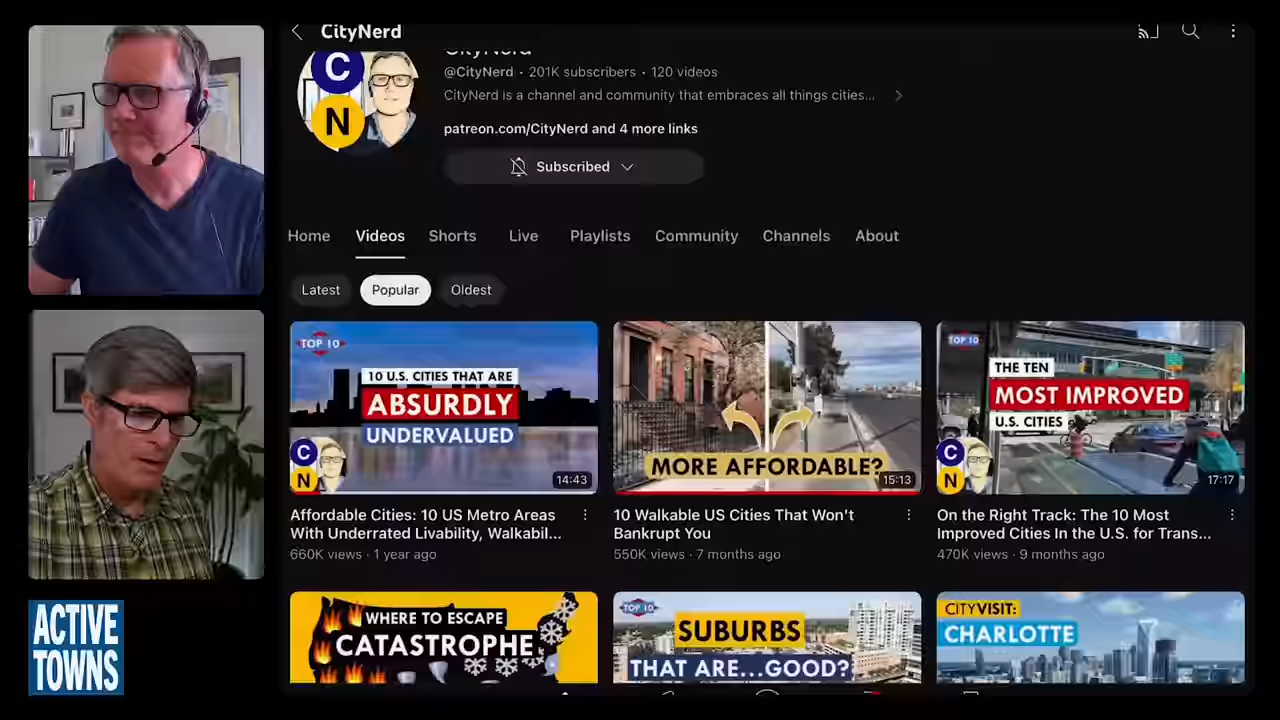 CityNerd
CityNerd
@CityNerd · 201K subscribers · 120 videos
CityNerd is a channel and community that embraces all things cities...
patreon.com/CityNerd and 4 more links
Subscribed
Home Videos Shorts Live Playlists Community Channels About
Latest Popular Oldest
C
N
TOP 10
10 U.S. CITIES THAT ARE
ABSURDLY
UNDERVALUED
C
N
14:43
Affordable Cities: 10 US Metro Areas
With Underrated Livability, Walkabil...
660K views · 1 year ago
MORE AFFORDABLE?
15:13
10 Walkable US Cities That Won't
Bankrupt You
550K views · 7 months ago
TOP 10
THE TEN
MOST IMPROVED
U.S. CITIES
C
N
17:17
On the Right Track: The 10 Most
Improved Cities In the U.S. for Trans...
470K views · 9 months ago
WHERE TO ESCAPE
CATASTROPHE
TOP 10
SUBURBS
THAT ARE...GOOD?
CITYVISIT:
CHARLOTTE
ACTIVE
TOWNS